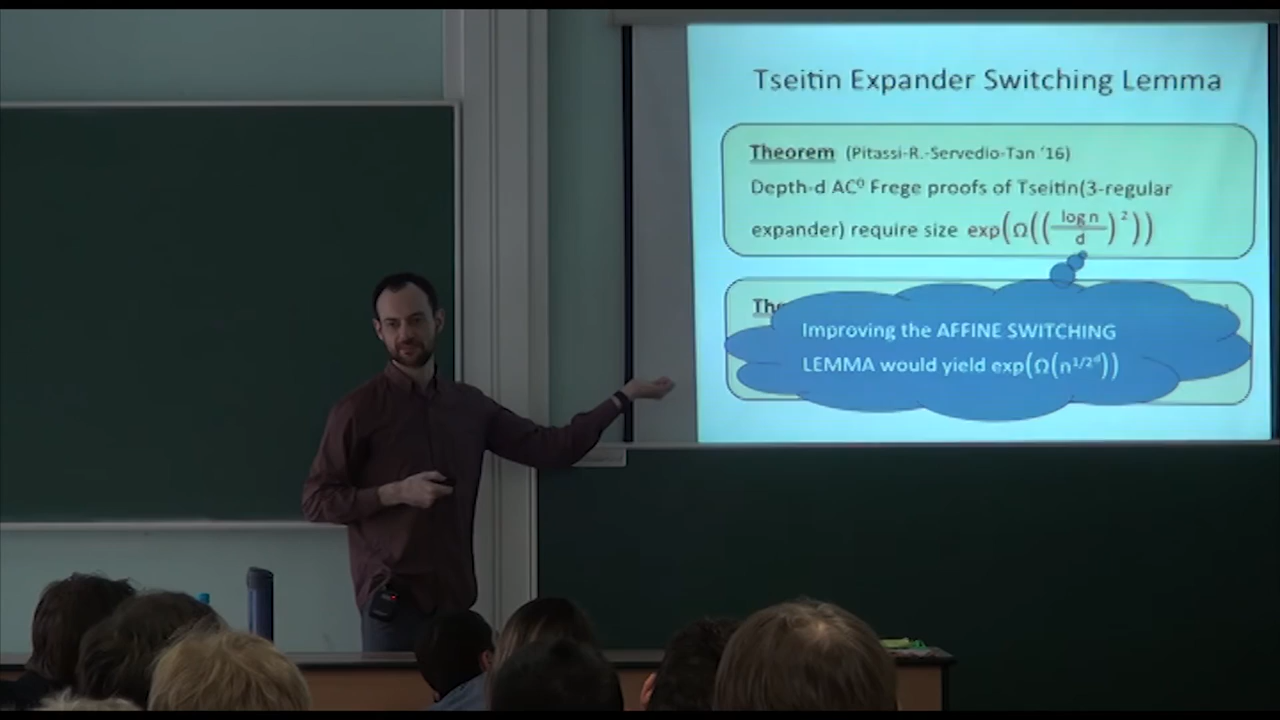 Tseitin Expander Switching Lemma
Theorem (Pitassi-R.-Servedio-Tan '16)
Depth-d AC⁰ Frege proofs of Tseitin(3-regular
expander) require size exp(Ω((log n / d)²))
Improving the AFFINE SWITCHING
LEMMA would yield exp(Ω(n^{1/2^d}))